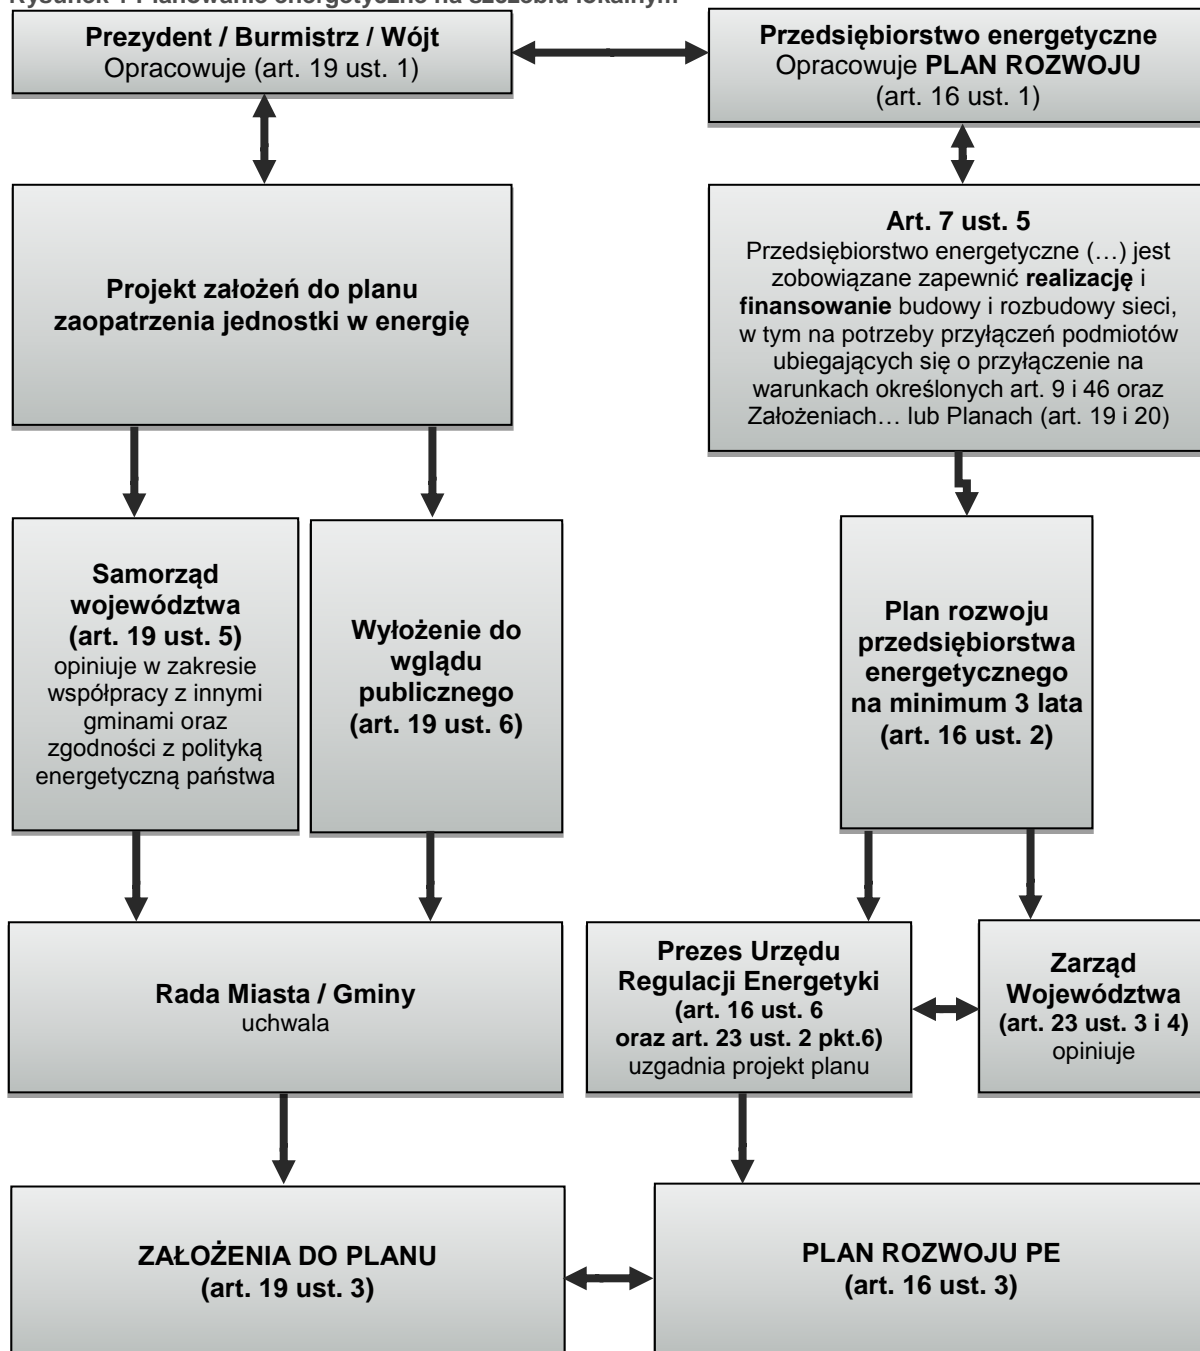 Rysunek 1 Planowanie energetyczne na szczeblu lokalnym
Prezydent / Burmistrz / Wójt
Opracowuje (art. 19 ust. 1)
Przedsiębiorstwo energetyczne
Opracowuje PLAN ROZWOJU
(art. 16 ust. 1)
Projekt założeń do planu
zaopatrzenia jednostki w energię
Art. 7 ust. 5
Przedsiębiorstwo energetyczne (…) jest
zobowiązane zapewnić realizację i
finansowanie budowy i rozbudowy sieci,
w tym na potrzeby przyłączeń podmiotów
ubiegających się o przyłączenie na
warunkach określonych art. 9 i 46 oraz
Założeniach… lub Planach (art. 19 i 20)
Samorząd
województwa
(art. 19 ust. 5)
opiniuje w zakresie
współpracy z innymi
gminami oraz
zgodności z polityką
energetyczną państwa
Wyłożenie do
wglądu
publicznego
(art. 19 ust. 6)
Plan rozwoju
przedsiębiorstwa
energetycznego
na minimum 3 lata
(art. 16 ust. 2)
Rada Miasta / Gminy
uchwala
Prezes Urzędu
Regulacji Energetyki
(art. 16 ust. 6
oraz art. 23 ust. 2 pkt.6)
uzgadnia projekt planu
Zarząd
Województwa
(art. 23 ust. 3 i 4)
opiniuje
ZAŁOŻENIA DO PLANU
(art. 19 ust. 3)
PLAN ROZWOJU PE
(art. 16 ust. 3)